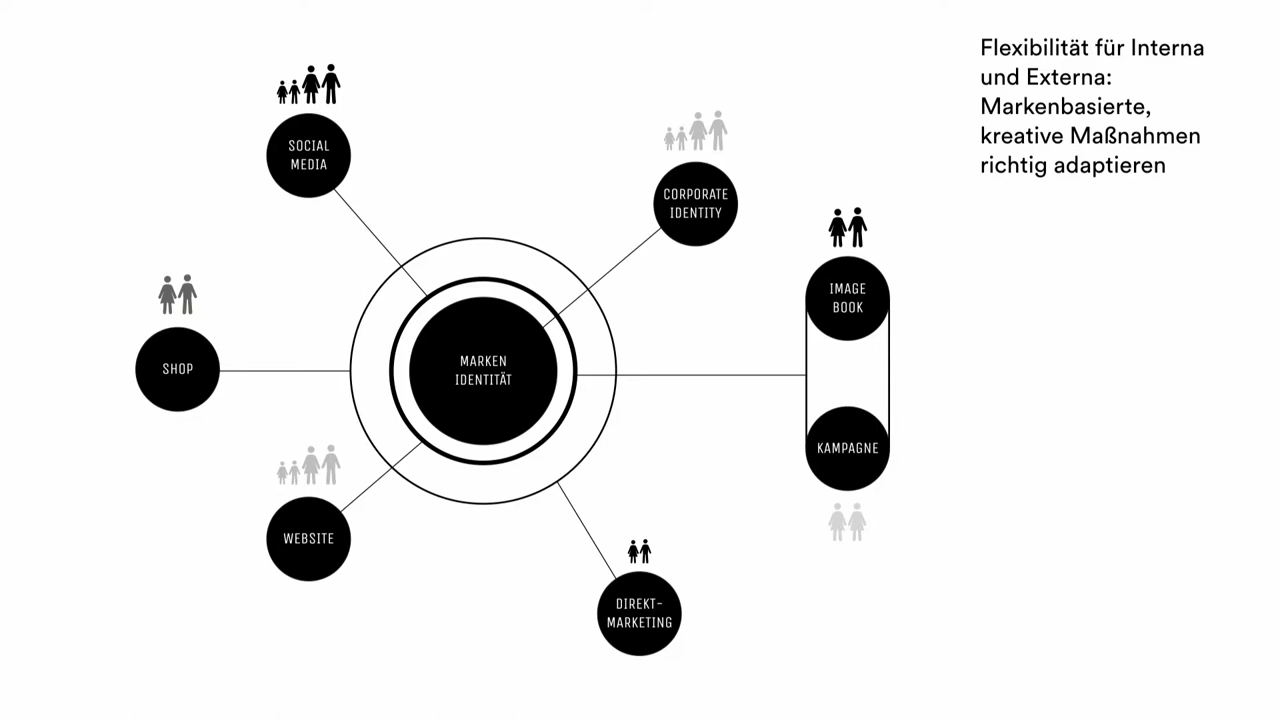 Flexibilität für Interna
und Externa:
Markenbasierte,
kreative Maßnahmen
richtig adaptieren
SOCIAL
MEDIA
CORPORATE
IDENTITY
IMAGE
BOOK
SHOP
MARKEN
IDENTITÄT
KAMPAGNE
WEBSITE
DIREKT-
MARKETING